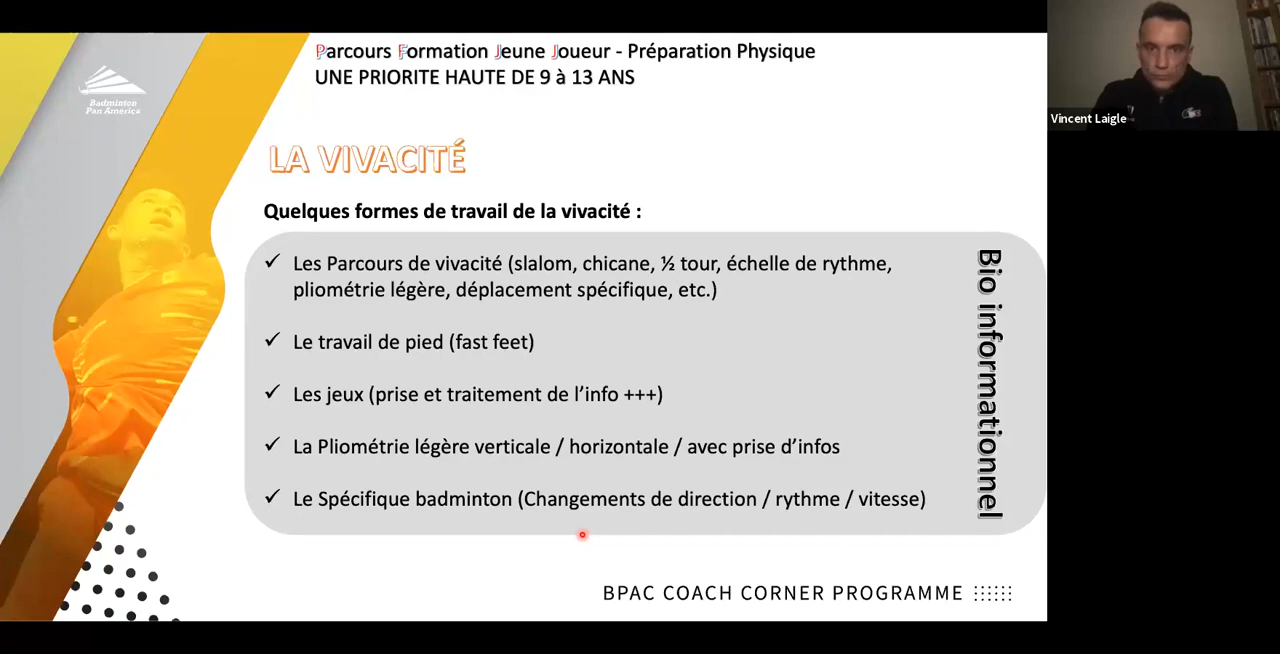 Parcours Formation Jeune Joueur - Préparation Physique
UNE PRIORITE HAUTE DE 9 à 13 ANS
Badminton
Pan America
Vincent Laigle
LA VIVACITÉ
Quelques formes de travail de la vivacité :
✓ Les Parcours de vivacité (slalom, chicane, ½ tour, échelle de rythme,
pliométrie légère, déplacement spécifique, etc.)
✓ Le travail de pied (fast feet)
✓ Les jeux (prise et traitement de l’info +++)
✓ La Pliométrie légère verticale / horizontale / avec prise d’infos
✓ Le Spécifique badminton (Changements de direction / rythme / vitesse)
Bio informationnel
BPAC COACH CORNER PROGRAMME